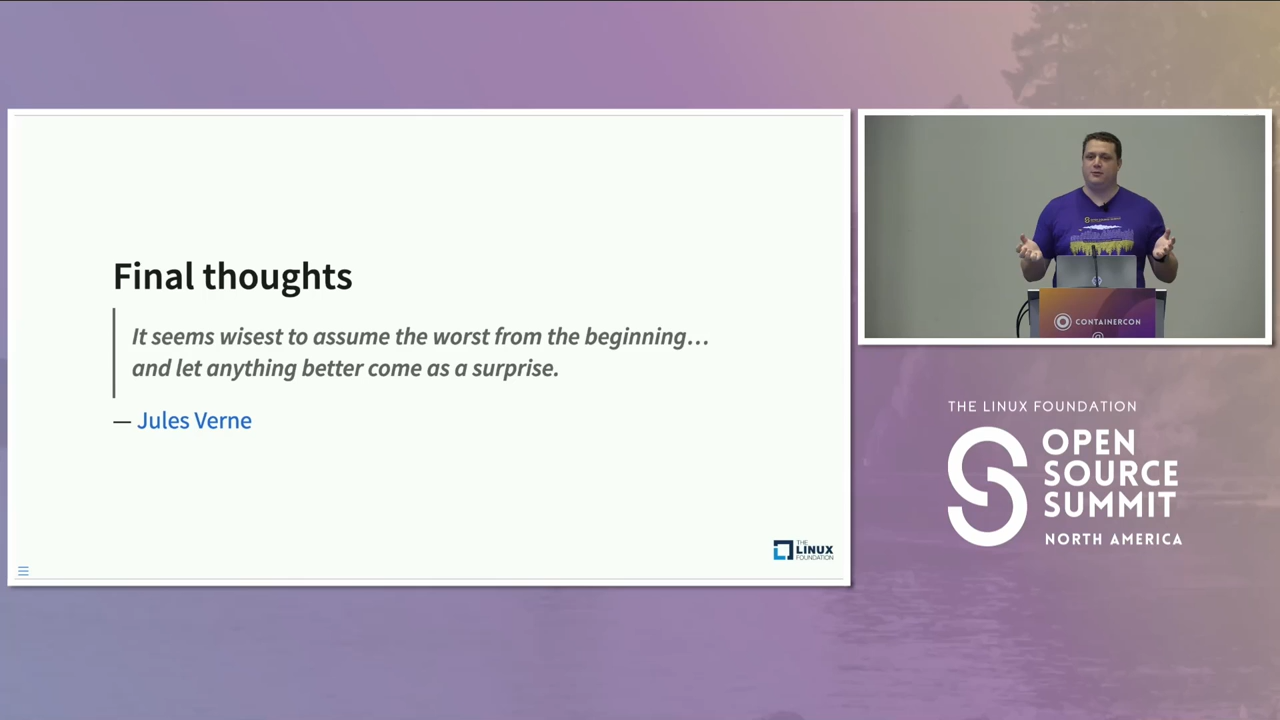 Final thoughts
It seems wisest to assume the worst from the beginning…
and let anything better come as a surprise.
— Jules Verne
THE
LINUX
FOUNDATION
CONTAINERCON
THE LINUX FOUNDATION
OPEN
SOURCE
SUMMIT
NORTH AMERICA